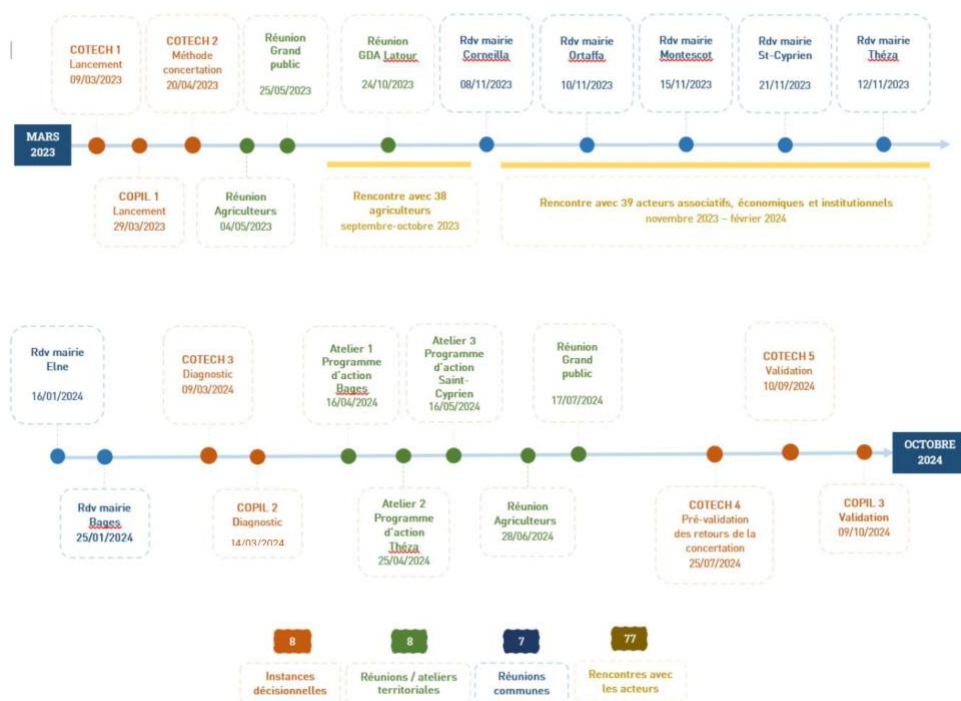 COTECH 1
Lancement
09/03/2023
COTECH 2
Méthode
concertation
20/04/2023
Réunion
Grand
public
25/05/2023
Réunion
GDA Latour
24/10/2023
Rdv mairie
Corneilla
08/11/2023
Rdv mairie
Ortaffa
10/11/2023
Rdv mairie
Montescot
15/11/2023
Rdv mairie
St-Cyprien
21/11/2023
Rdv mairie
Théza
12/11/2023
MARS
2023
COPIL 1
Lancement
29/03/2023
Réunion
Agriculteurs
04/05/2023
Rencontre avec 38
agriculteurs
septembre-octobre 2023
Rencontre avec 39 acteurs associatifs, économiques et institutionnels
novembre 2023 – février 2024
Rdv mairie
Elne
16/01/2024
COTECH 3
Diagnostic
09/03/2024
Atelier 1
Programme
d'action
Bages
16/04/2024
Atelier 3
Programme
d'action
Saint-
Cyprien
16/05/2024
Réunion
Grand
public
17/07/2024
COTECH 5
Validation
10/09/2024
OCTOBRE
2024
Rdv mairie
Bages
25/01/2024
COPIL 2
Diagnostic
14/03/2024
Atelier 2
Programme
d'action
Théza
25/04/2024
Réunion
Agriculteurs
28/06/2024
COTECH 4
Pré-validation
des retours de la
concertation
25/07/2024
COPIL 3
Validation
09/10/2024
8
Instances
décisionnelles
8
Réunions / ateliers
territoriales
7
Réunions
communes
77
Rencontres avec
les acteurs